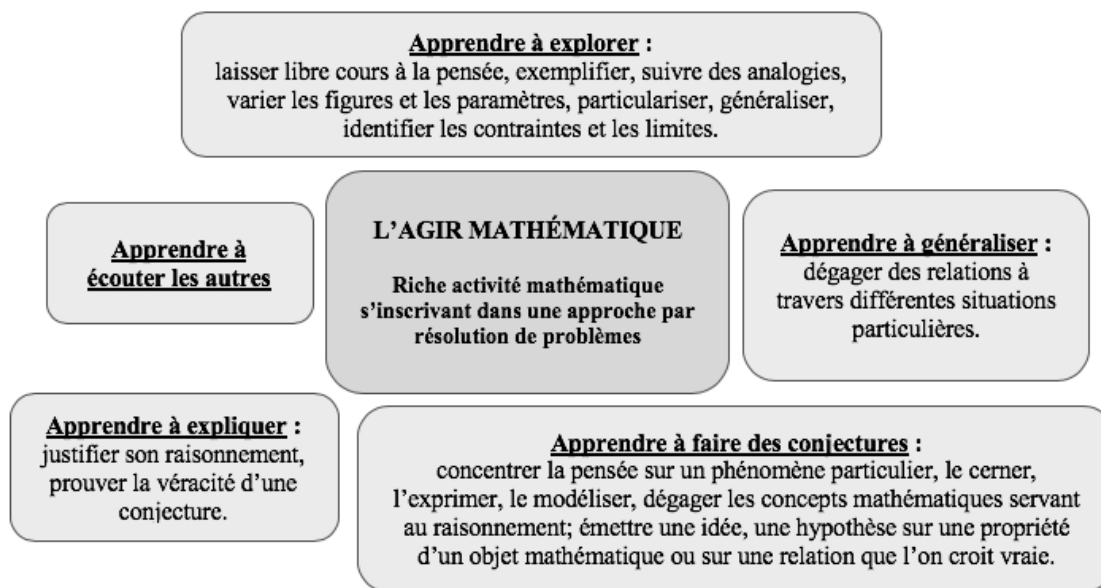 Apprendre à explorer :
laisser libre cours à la pensée, exemplifier, suivre des analogies,
varier les figures et les paramètres, particulariser, généraliser,
identifier les contraintes et les limites.
Apprendre à
écouter les autres
L'AGIR MATHÉMATIQUE
Riche activité mathématique
s'inscrivant dans une approche par
résolution de problèmes
Apprendre à généraliser :
dégager des relations à
travers différentes situations
particulières.
Apprendre à expliquer :
justifier son raisonnement,
prouver la véracité d'une
conjecture.
Apprendre à faire des conjectures :
concentrer la pensée sur un phénomène particulier, le cerner,
l'exprimer, le modéliser, dégager les concepts mathématiques servant
au raisonnement; émettre une idée, une hypothèse sur une propriété
d'un objet mathématique ou sur une relation que l'on croit vraie.